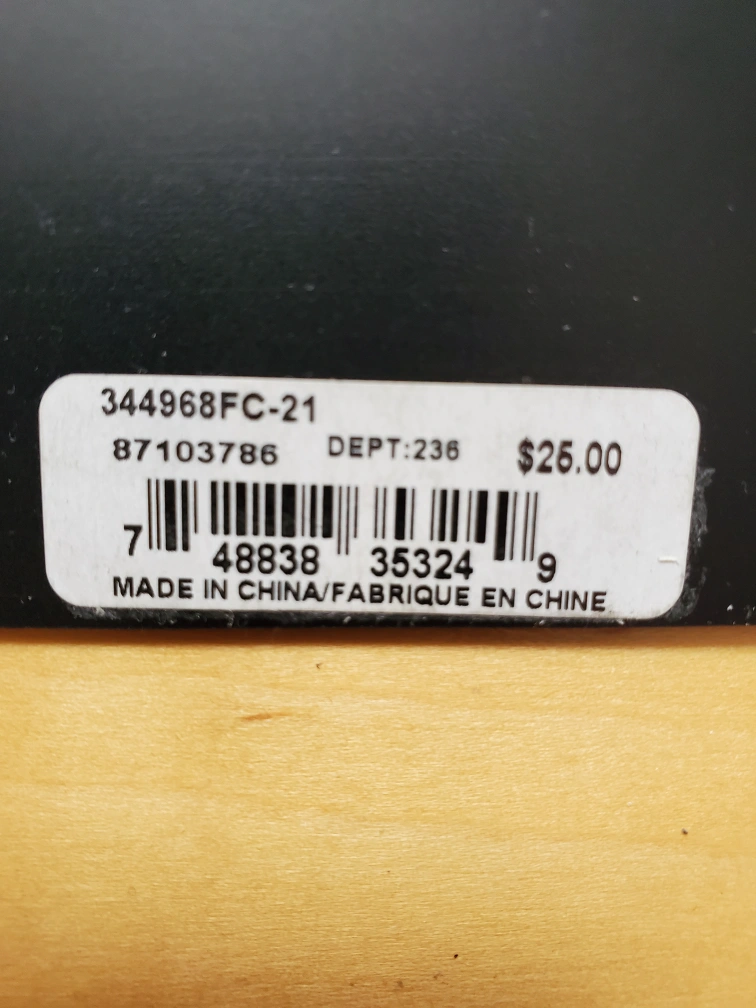 344968FC-21
87103786 DEPT:236 $25.00
7 48838 35324 9
MADE IN CHINA/FABRIQUE EN CHINE